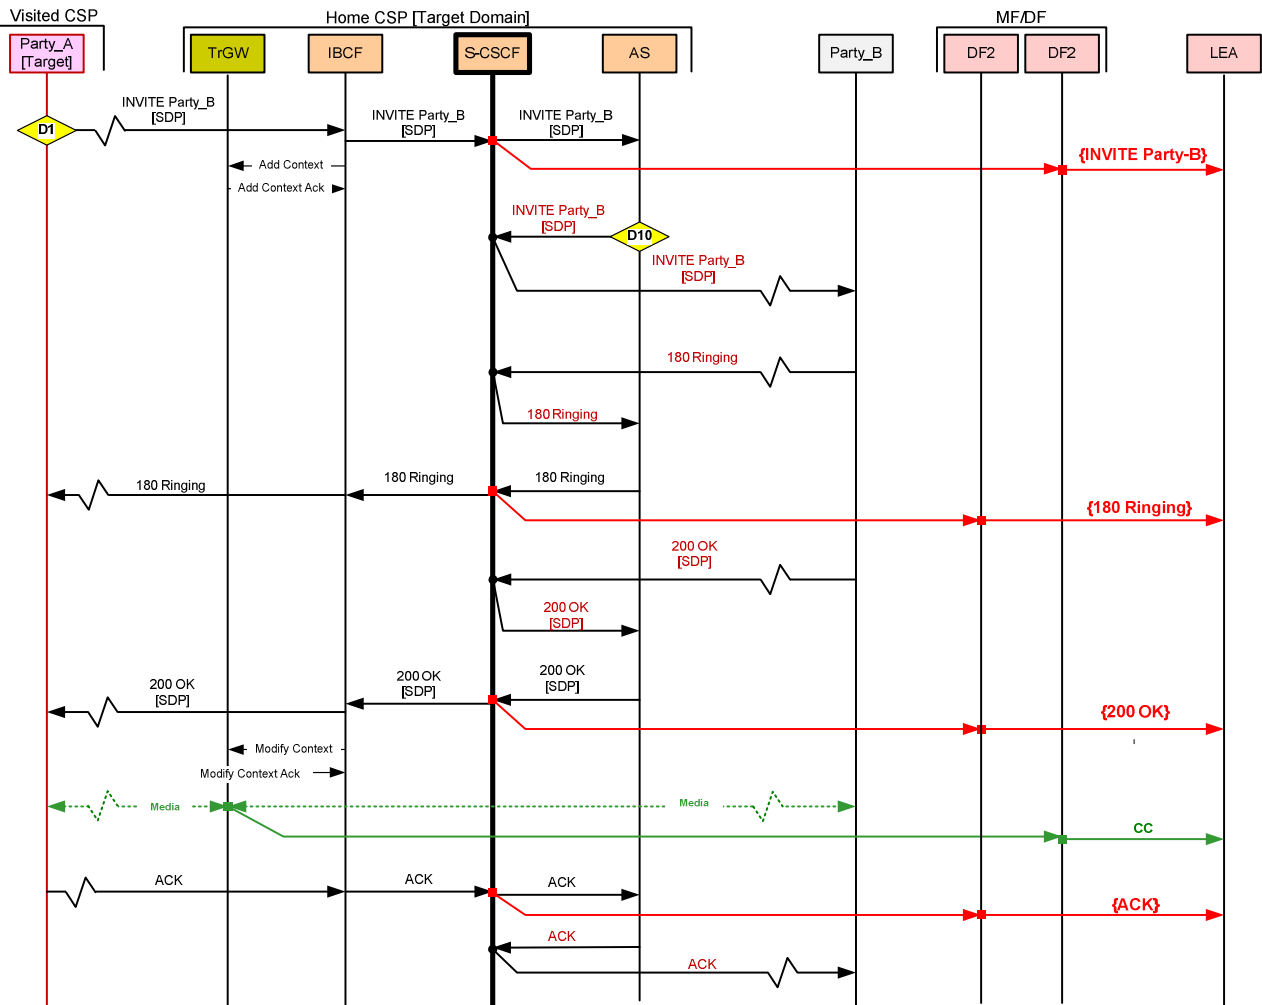 Visited CSP
Home CSP [Target Domain]
MF/DF
Party_A
[Target]
TrGW
IBCF
S-CSCF
AS
Party_B
DF2
DF2
LEA
INVITE Party_B
[SDP]
D1
INVITE Party_B
[SDP]
INVITE Party_B
[SDP]
{INVITE Party-B}
Add Context
Add Context Ack
INVITE Party_B
[SDP]
D10
INVITE Party_B
[SDP]
180 Ringing
180 Ringing
180 Ringing
180 Ringing
180 Ringing
{180 Ringing}
200 OK
[SDP]
200 OK
[SDP]
200 OK
[SDP]
200 OK
[SDP]
200 OK
[SDP]
{200 OK}
Modify Context
Modify Context Ack
Media
Media
CC
ACK
ACK
ACK
{ACK}
ACK
ACK